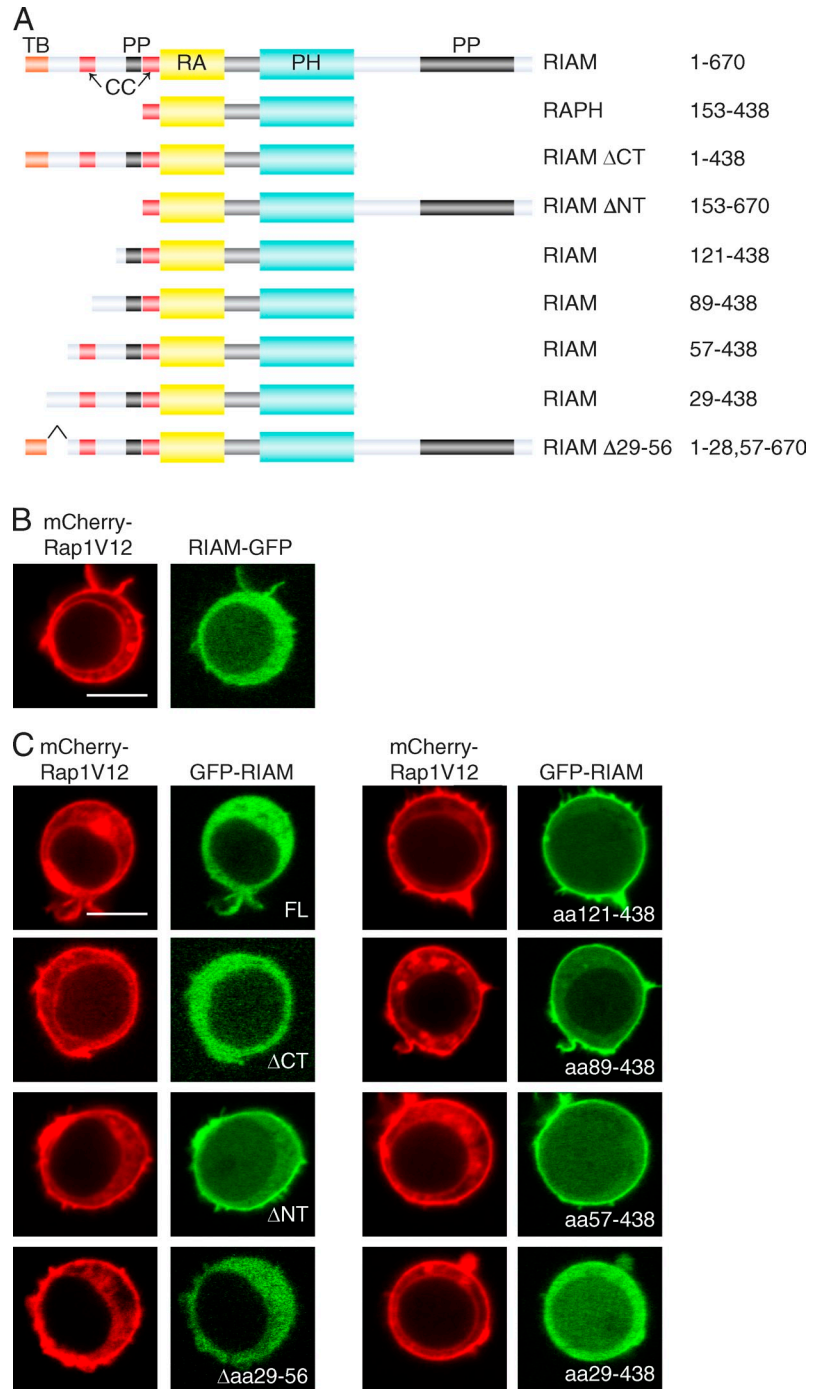 A
TB PP PP
RA PH RIAM 1-670
CC
RAPH 153-438
RIAM ΔCT 1-438
RIAM ΔNT 153-670
RIAM 121-438
RIAM 89-438
RIAM 57-438
RIAM 29-438
RIAM Δ29-56 1-28,57-670
B mCherry-
Rap1V12 RIAM-GFP
C mCherry- mCherry-
Rap1V12 GFP-RIAM Rap1V12 GFP-RIAM
FL aa121-438
ΔCT aa89-438
ΔNT aa57-438
Δaa29-56 aa29-438